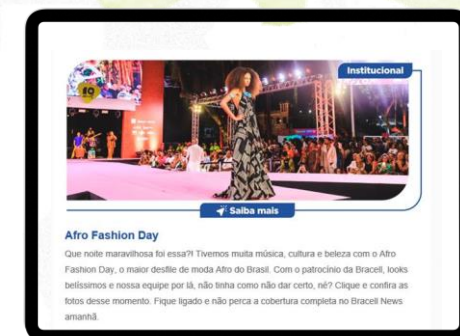 Institucional
Saiba mais
Afro Fashion Day
Que noite maravilhosa foi essa?! Tivemos muita música, cultura e beleza com o Afro
Fashion Day, o maior desfile de moda Afro do Brasil. Com o patrocínio da Bracell, looks
belíssimos e nossa equipe por lá, não tinha como não dar certo, né? Clique e confira as
fotos desse momento. Fique ligado e não perca a cobertura completa no Bracell News
amanhã.